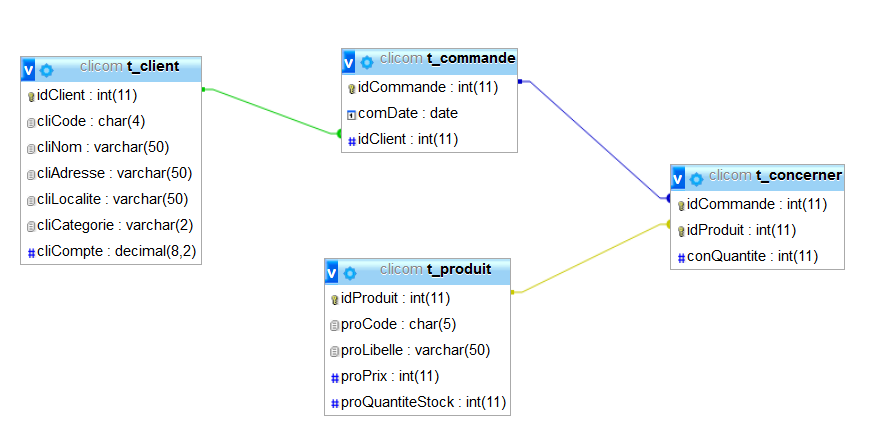 v clicom t_client
idClient : int(11)
cliCode : char(4)
cliNom : varchar(50)
cliAdresse : varchar(50)
cliLocalite : varchar(50)
cliCategorie : varchar(2)
# cliCompte : decimal(8,2)
v clicom t_commande
idCommande : int(11)
comDate : date
# idClient : int(11)
v clicom t_concerner
idCommande : int(11)
idProduit : int(11)
# conQuantite : int(11)
v clicom t_produit
idProduit : int(11)
proCode : char(5)
proLibelle : varchar(50)
# proPrix : int(11)
# proQuantiteStock : int(11)